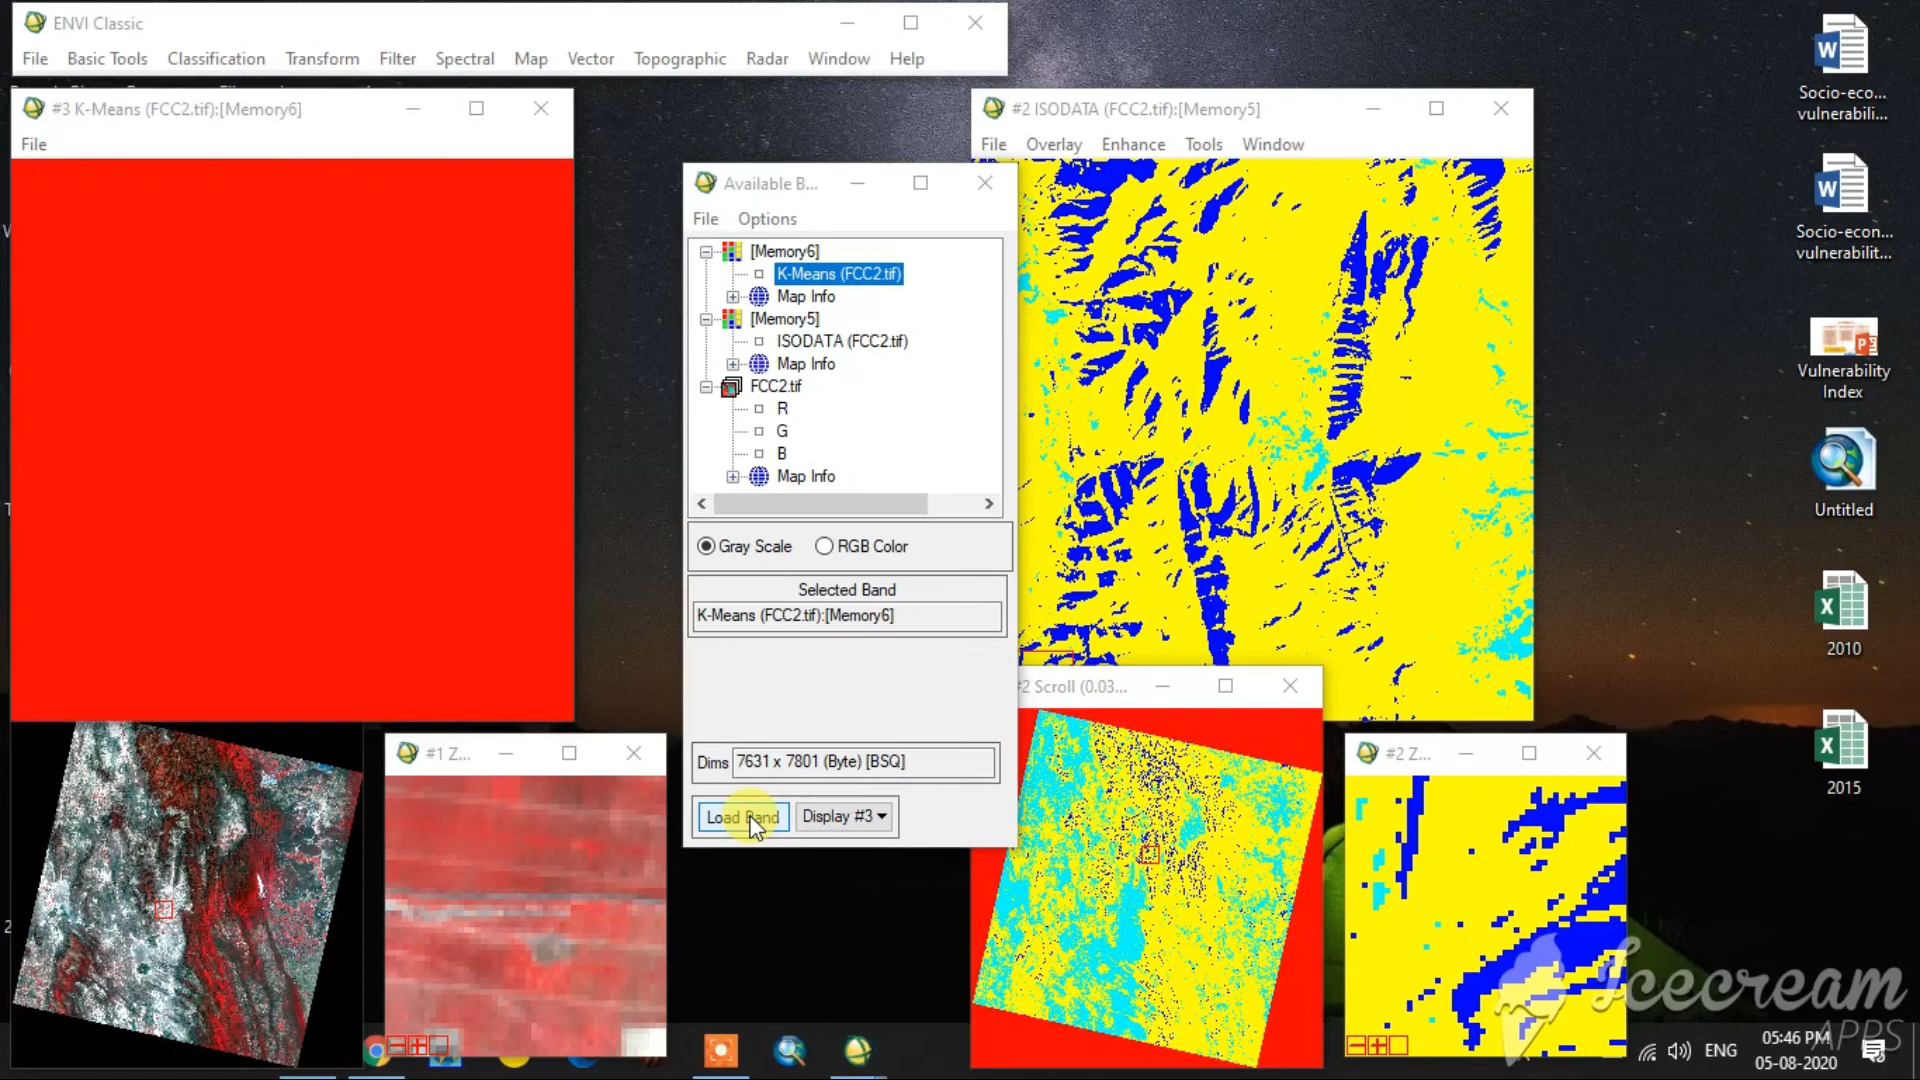 ENVI Classic
File Basic Tools Classification Transform Filter Spectral Map Vector Topographic Radar Window Help
#3 K-Means (FCC2.tif):[Memory6]
File
#2 ISODATA (FCC2.tif):[Memory5]
File Overlay Enhance Tools Window
Available B...
File Options
[Memory6]
K-Means (FCC2.tif)
Map Info
[Memory5]
ISODATA (FCC2.tif)
Map Info
FCC2.tif
R
G
B
Map Info
Gray Scale RGB Color
Selected Band
K-Means (FCC2.tif):[Memory6]
Dims 7631 x 7801 (Byte) [BSQ]
Load Band Display #3
#1 Z...
#2 Scroll (0.03...
#2 Z...
Socio-eco...
vulnerabili...
Socio-econ...
vulnerabilit...
Vulnerability
Index
Untitled
2010
2015
Icecream
APPS
ENG
05:46 PM
05-08-2020